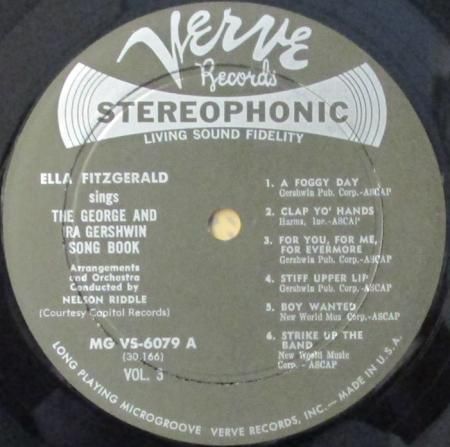 Verve
Records
STEREOPHONIC
LIVING SOUND FIDELITY
ELLA FITZGERALD
sings
THE GEORGE AND
IRA GERSHWIN
SONG BOOK
Arrangements
and Orchestra
Conducted by
NELSON RIDDLE
(Courtesy Capitol Records)
MG VS-6079 A
(30,166)
VOL. 3
1. A FOGGY DAY
Gershwin Pub. Corp.-ASCAP
2. CLAP YO' HANDS
Harms, Inc.-ASCAP
3. FOR YOU, FOR ME,
FOR EVERMORE
Gershwin Pub. Corp.-ASCAP
4. STIFF UPPER LIP
Gershwin Pub. Corp.-ASCAP
5. BOY WANTED
New World Mus Corp.-ASCAP
6. STRIKE UP THE
BAND
New World Music
Corp. - ASCAP
LONG PLAYING MICROGROOVE VERVE RECORDS, INC.— MADE IN U.S.A.